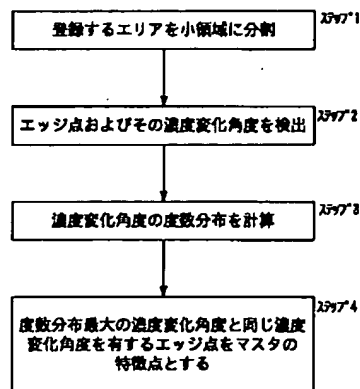 登録するエリアを小領域に分割
ステップ1
エッジ点およびその濃度変化角度を検出
ステップ2
濃度変化角度の度数分布を計算
ステップ3
度数分布最大の濃度変化角度と同じ濃度
変化角度を有するエッジ点をマスタの
特徴点とする
ステップ4